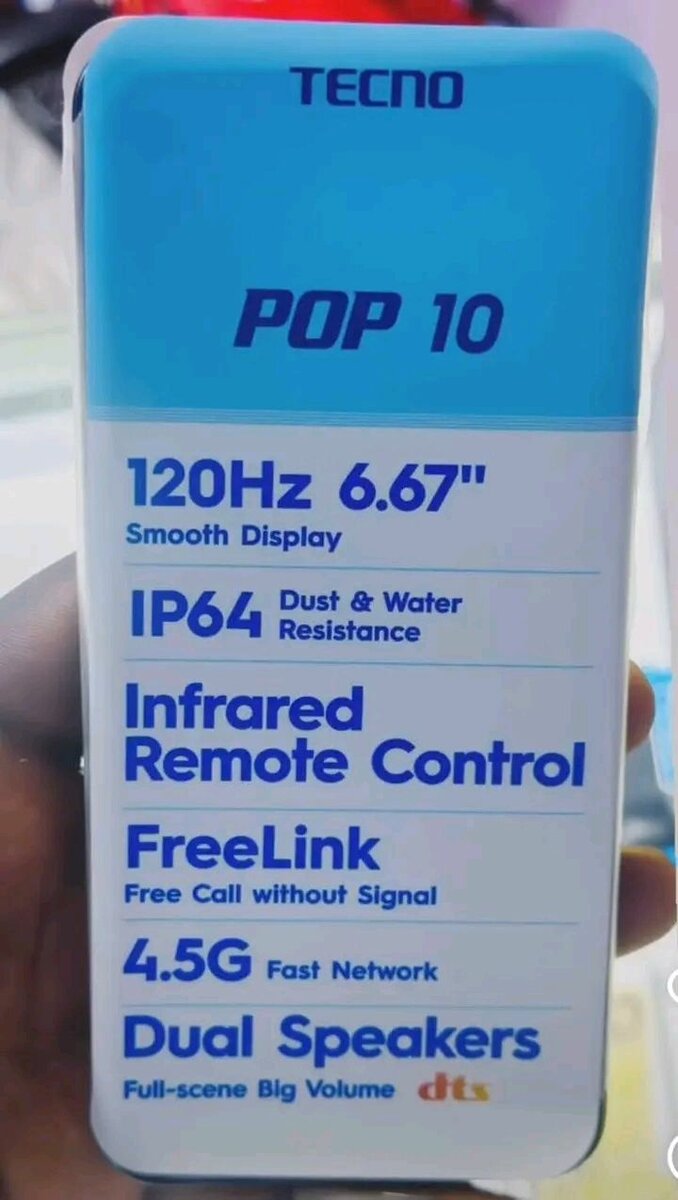 TECNO
POP 10
120Hz 6.67"
Smooth Display
IP64 Dust & Water
Resistance
Infrared
Remote Control
FreeLink
Free Call without Signal
4.5G Fast Network
Dual Speakers
Full-scene Big Volume dts